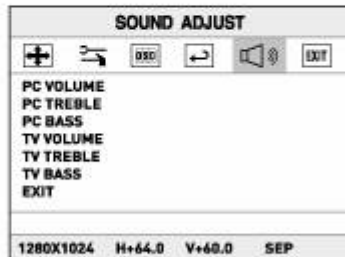 SOUND ADJUST
OSD EXIT
PC VOLUME
PC TREBLE
PC BASS
TV VOLUME
TV TREBLE
TV BASS
EXIT
1280X1024 H+64.0 V+60.0 SEP